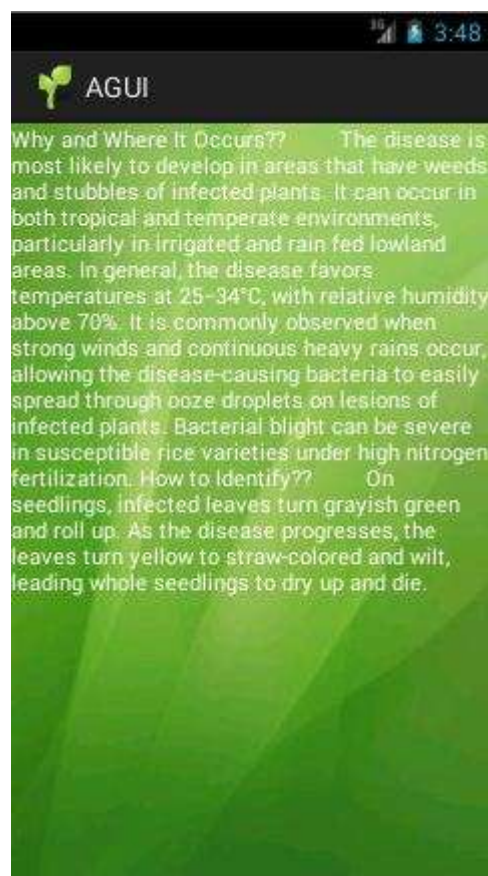 3G 3:48
AGUI
Why and Where It Occurs?? The disease is
most likely to develop in areas that have weeds
and stubbles of infected plants. It can occur in
both tropical and temperate environments,
particularly in irrigated and rain fed lowland
areas. In general, the disease favors
temperatures at 25-34°C, with relative humidity
above 70%. It is commonly observed when
strong winds and continuous heavy rains occur,
allowing the disease-causing bacteria to easily
spread through ooze droplets on lesions of
infected plants. Bacterial blight can be severe
in susceptible rice varieties under high nitrogen
fertilization. How to Identify?? On
seedlings, infected leaves turn grayish green
and roll up. As the disease progresses, the
leaves turn yellow to straw-colored and wilt,
leading whole seedlings to dry up and die.